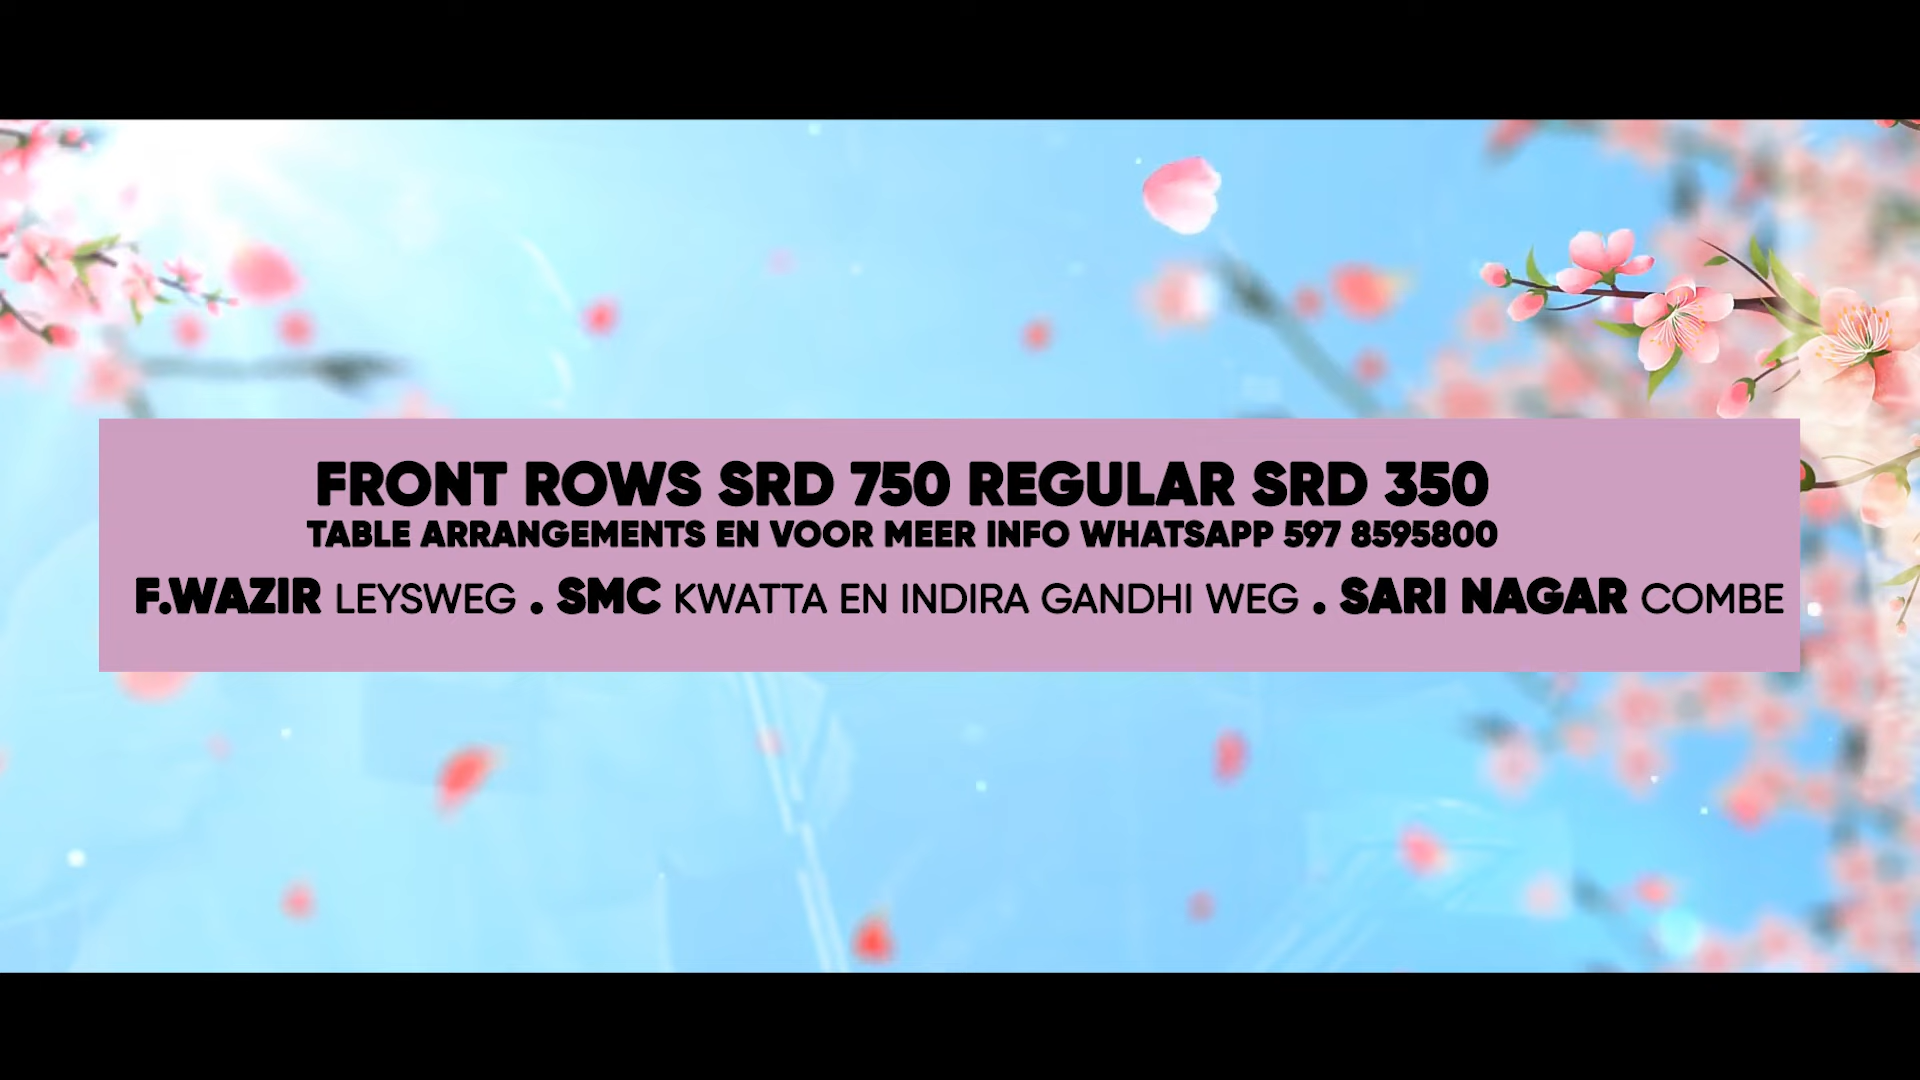 FRONT ROWS SRD 750 REGULAR SRD 350
TABLE ARRANGEMENTS EN VOOR MEER INFO WHATSAPP 597 8595800
F.WAZIR LEYSWEG . SMC KWATTA EN INDIRA GANDHI WEG . SARI NAGAR COMBE